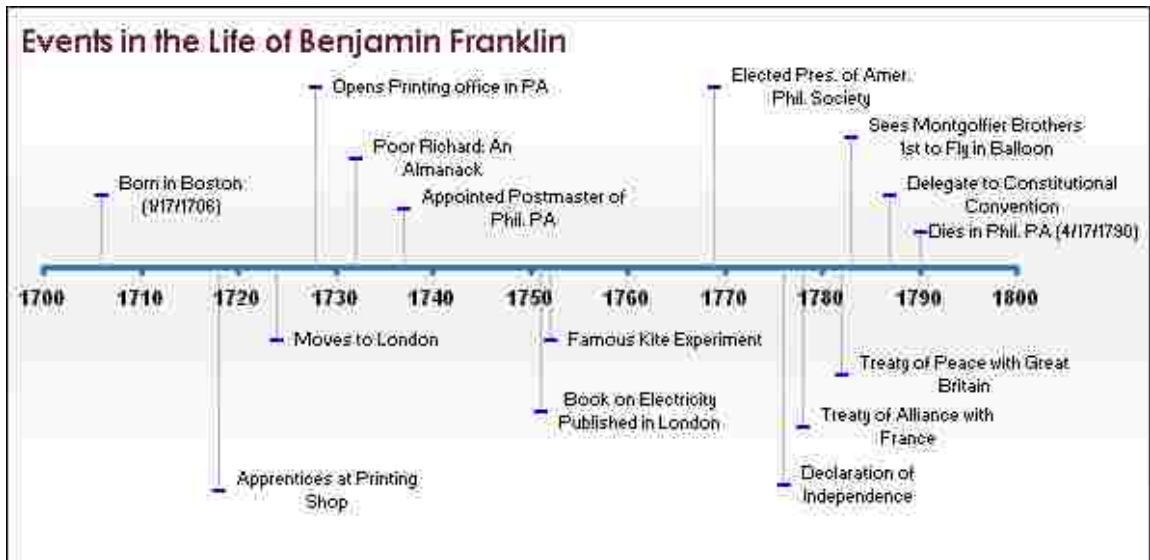 Events in the Life of Benjamin Franklin
Opens Printing office in PA
Elected Pres. of Amer.
Phil. Society
Sees Montgolfier Brothers
1st to Fly in Balloon
Poor Richard: An
Almanack
Born in Boston
(1/17/1706)
Appointed Postmaster of
Phil. PA
Delegate to Constitutional
Convention
Dies in Phil. PA (4/17/1790)
1700 1710 1720 1730 1740 1750 1760 1770 1780 1790 1800
Moves to London
Famous Kite Experiment
Treaty of Peace with Great
Britain
Book on Electricity
Published in London
Treaty of Alliance with
France
Apprentices at Printing
Shop
Declaration of
Independence